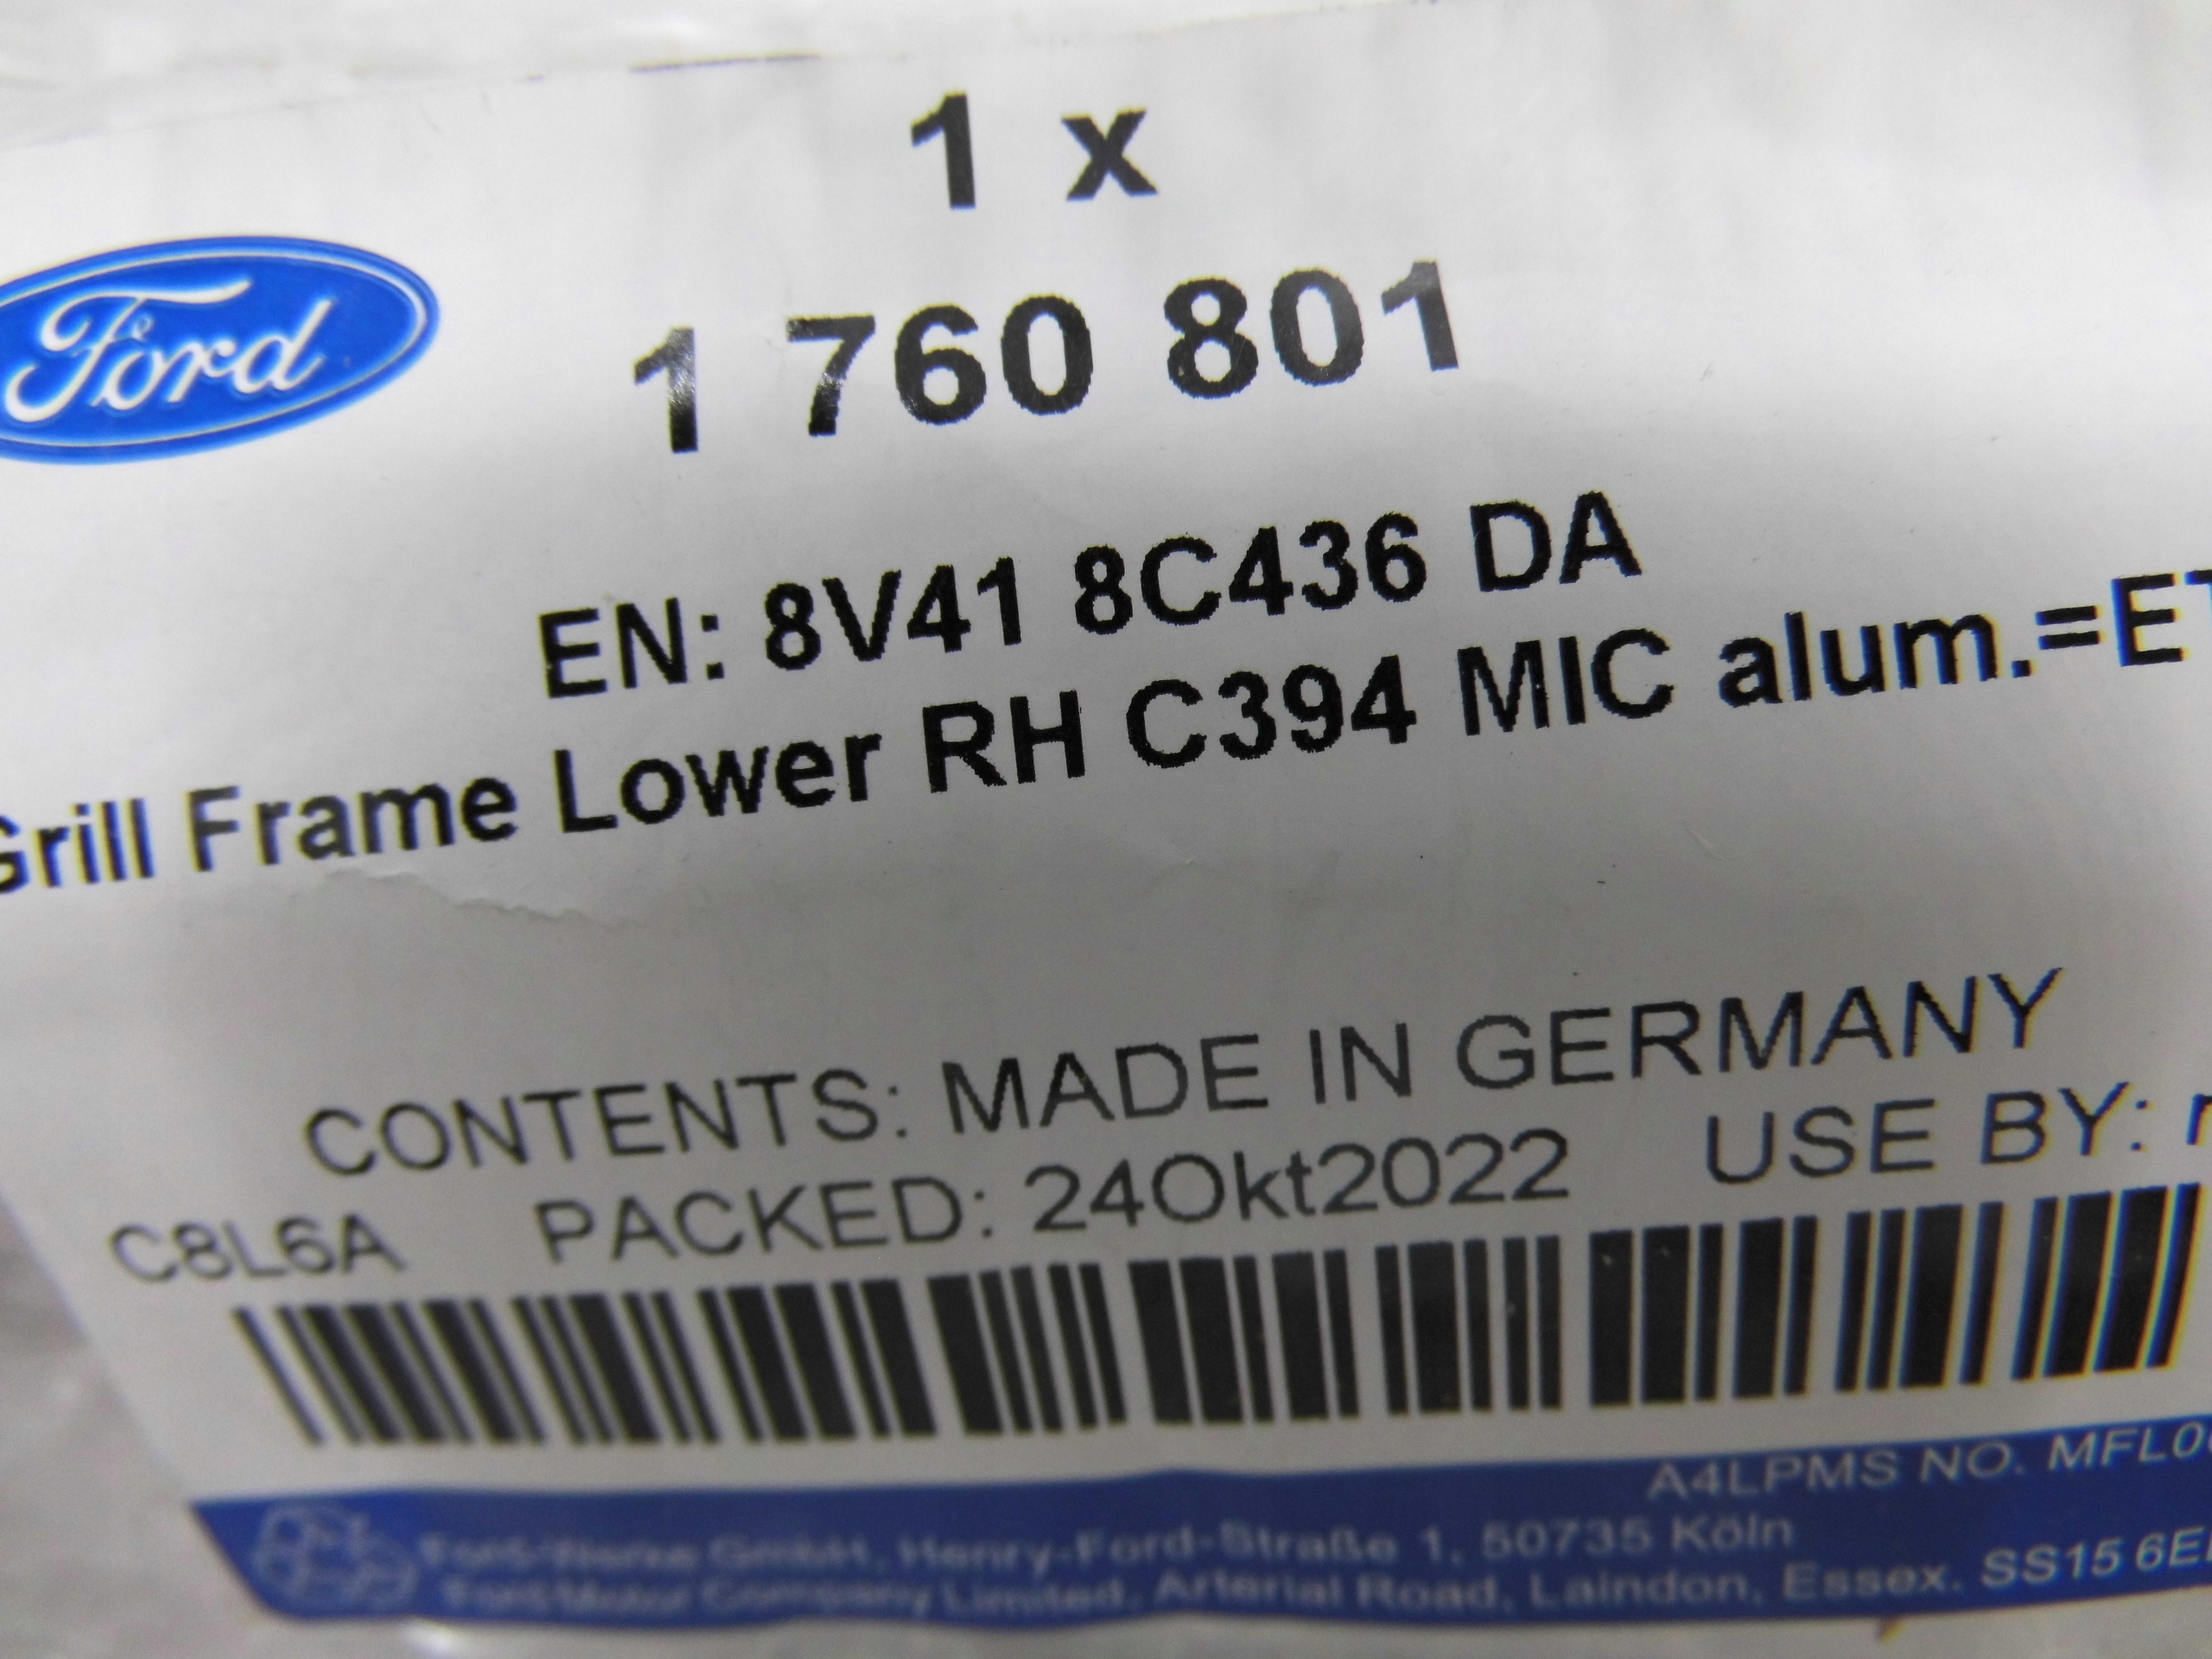 1 x
Ford
1 760 801
EN: 8V41 8C436 DA
Grill Frame Lower RH C394 MIC alum.=ET
CONTENTS: MADE IN GERMANY
C8L6A PACKED: 24Okt2022 USE BY:
A4LPMS NO. MFL0
Ford-Werke GmbH, Henry-Ford-Straße 1, 50735 Köln
Ford Motor Company Limited, Arterial Road, Laindon, Essex. SS15 6E